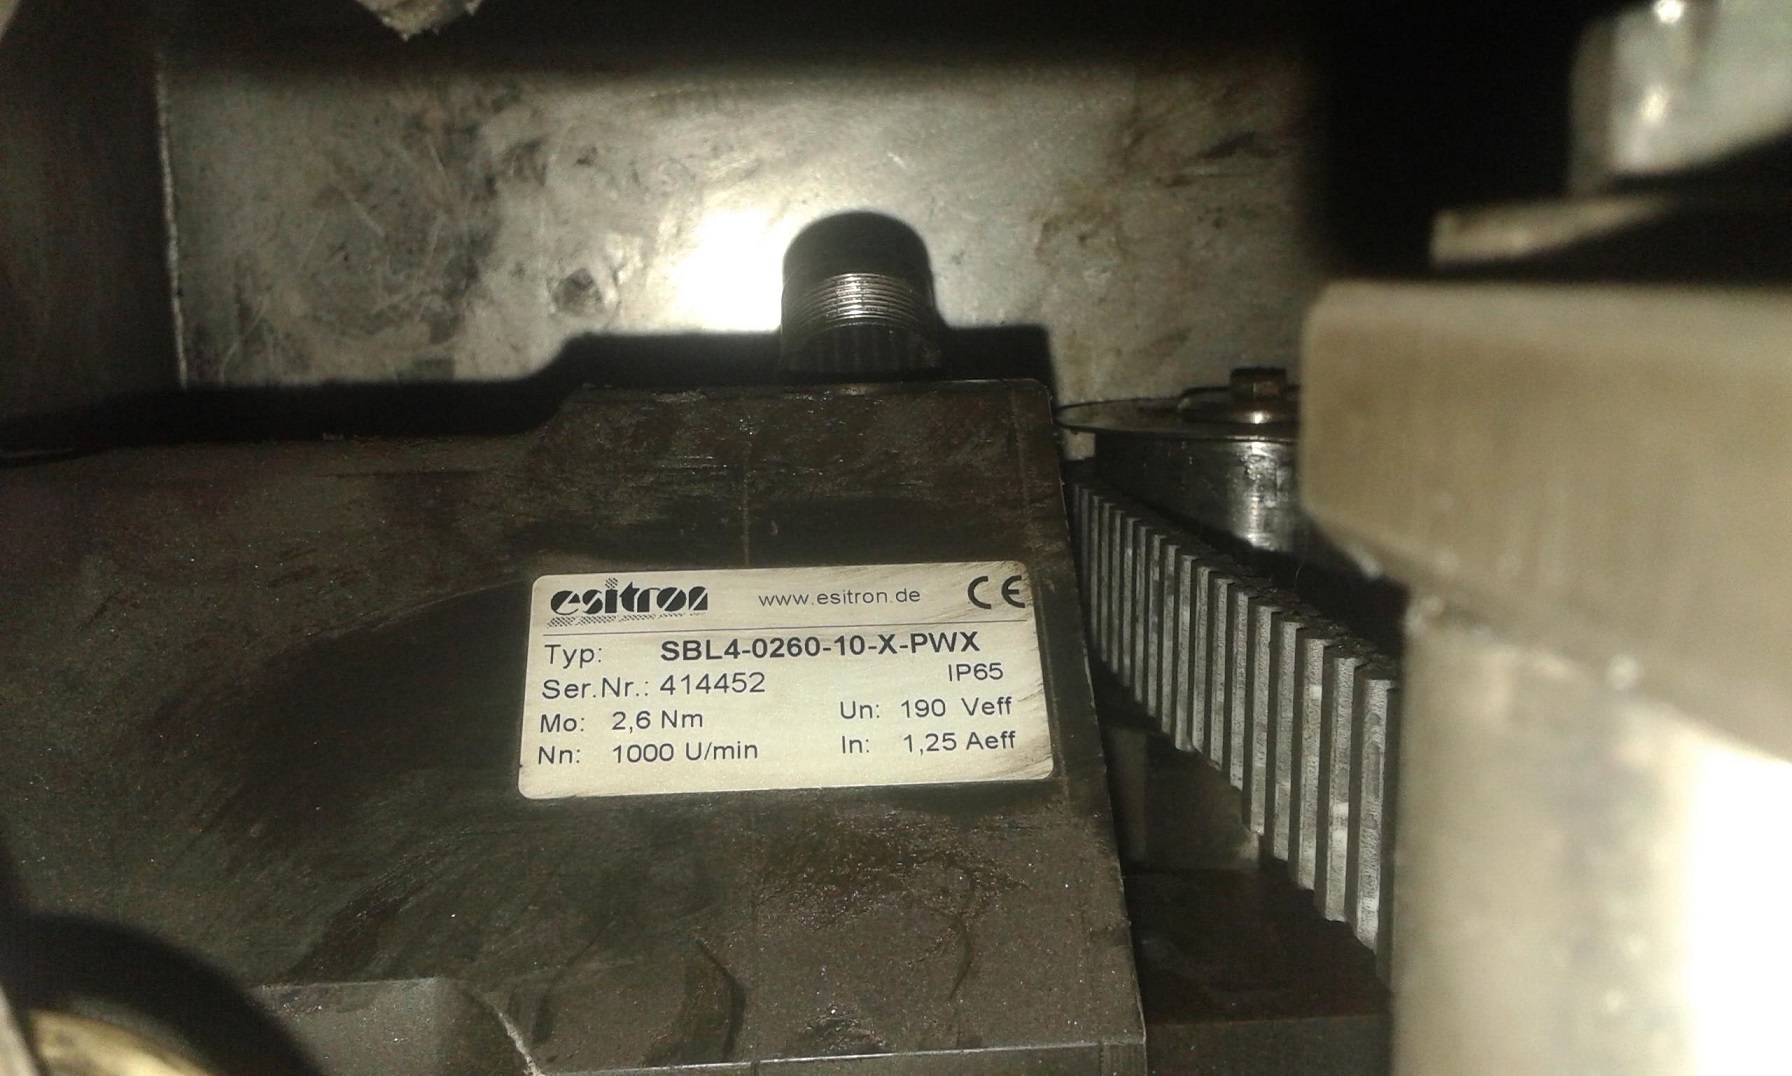 esitron www.esitron.de CE
Typ: SBL4-0260-10-X-PWX
Ser.Nr.: 414452 IP65
Mo: 2,6 Nm Un: 190 Veff
Nn: 1000 U/min In: 1,25 Aeff